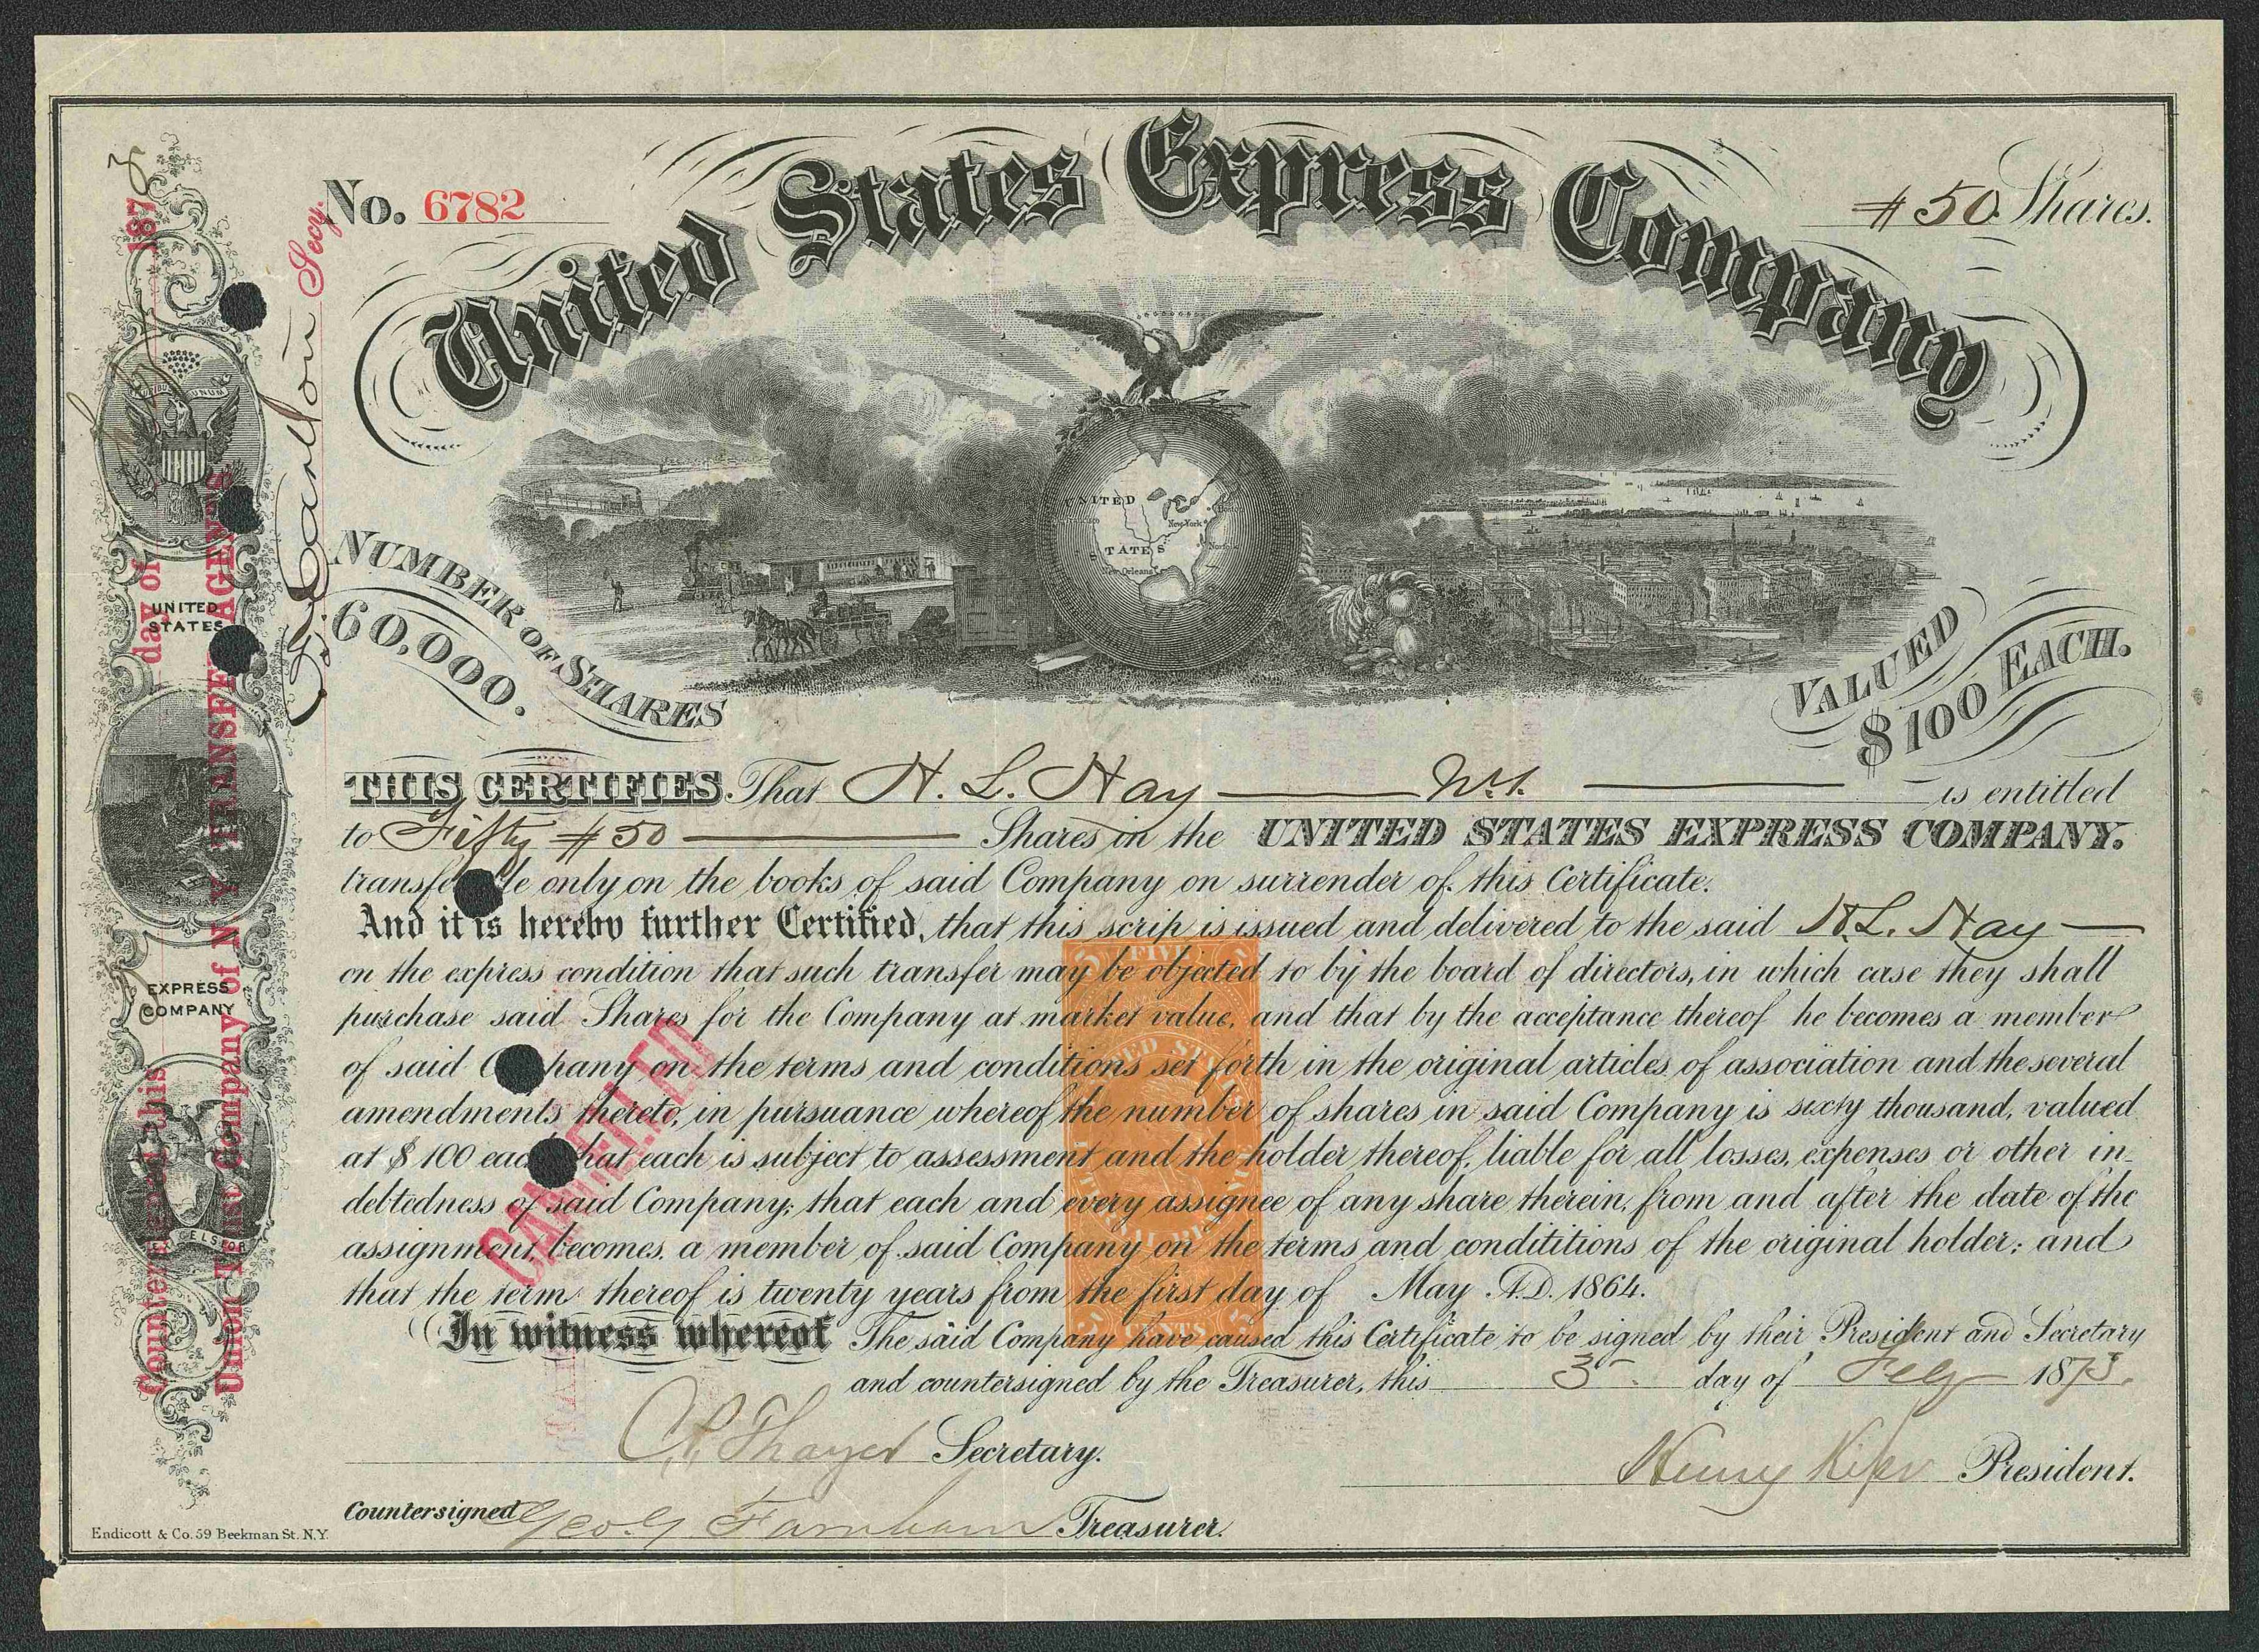 No. 6782
# 50 Shares.
United States Express Company
UNITED
STATES
New York
Norfolk
New Orleans
NUMBER OF SHARES
60,000.
VALUED
$100 EACH.
THIS CERTIFIES. That H. L. Hay is entitled
to Fifty # 50 Shares in the UNITED STATES EXPRESS COMPANY.
transferable only on the books of said Company on surrender of this Certificate.
And it is hereby further Certified, that this scrip is issued and delivered to the said H. L. Hay
on the express condition that such transfer may be objected to by the board of directors, in which case they shall
purchase said Shares for the Company at market value, and that by the acceptance thereof he becomes a member
of said Company on the terms and conditions set forth in the original articles of association and the several
amendments thereto, in pursuance whereof the number of shares in said Company is sixty thousand, valued
at $100 each that each is subject to assessment and the holder thereof, liable for all losses, expenses or other in-
debtedness of said Company; that each and every assignee of any share therein, from and after the date of the
assignment, becomes a member of said Company on the terms and condititions of the original holder; and
that the term thereof is twenty years from the first day of May A.D. 1864.
In witness whereof The said Company have caused this Certificate to be signed by their President and Secretary
and countersigned by the Treasurer, this 3 day of Feby 1873.
Thayer Secretary.
Henry Kip President.
Countersigned Geo. Farnham Treasurer.
Endicott & Co. 59 Beekman St. N.Y.
UNITED
STATES
EXPRESS
COMPANY
EXCELSIOR
Countersigned this day of 1873
Union Trust Company of N.Y. TRANSFER AGENTS
Carlton Secy.
CANCELLED
FIVE
UNITED STATES
CENTS